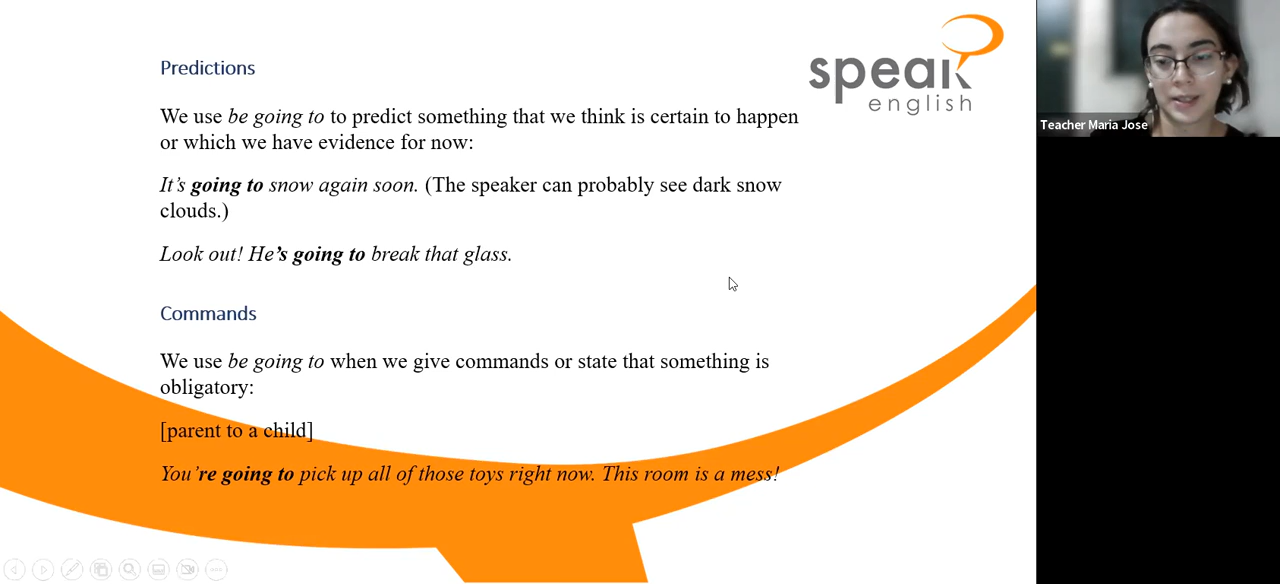 speak
english
Teacher Maria Jose
Predictions
We use be going to to predict something that we think is certain to happen
or which we have evidence for now:
It’s going to snow again soon. (The speaker can probably see dark snow
clouds.)
Look out! He’s going to break that glass.
Commands
We use be going to when we give commands or state that something is
obligatory:
[parent to a child]
You’re going to pick up all of those toys right now. This room is a mess!